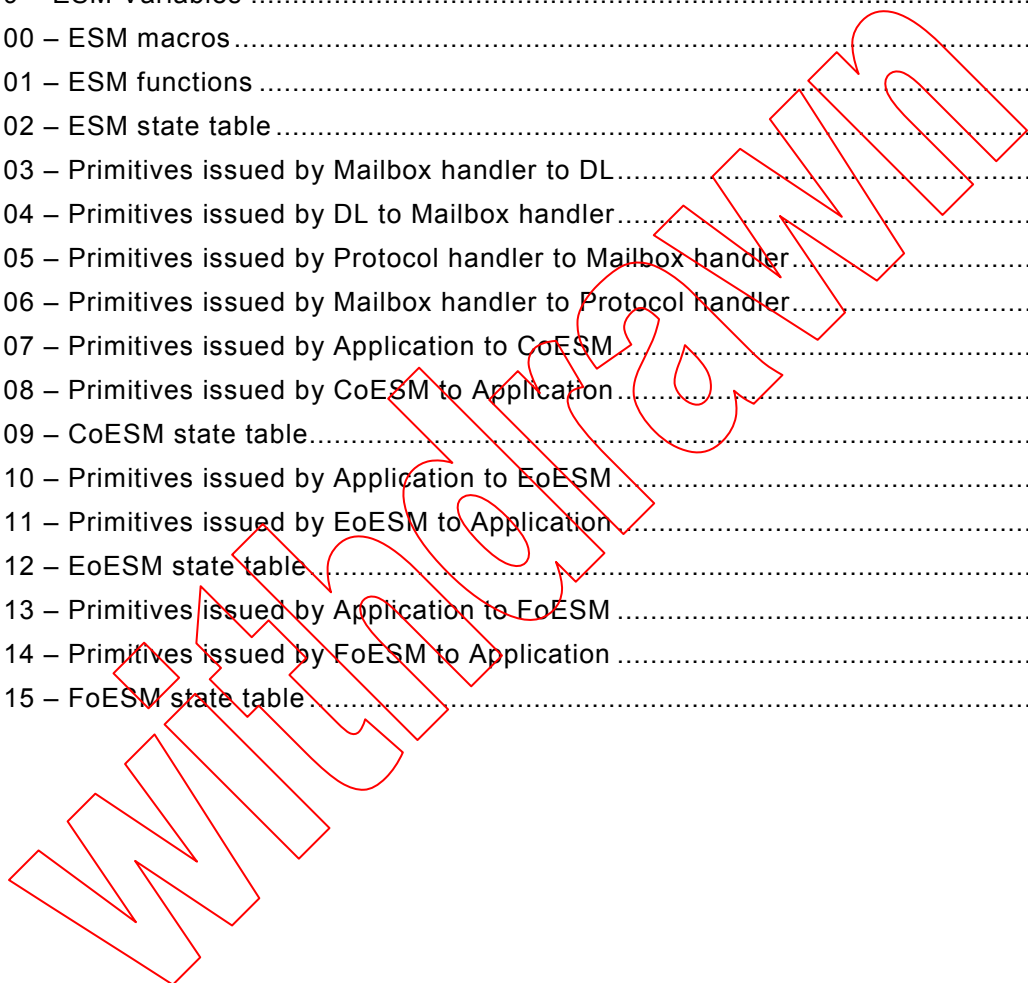 00 – ESM macros
01 – ESM functions
02 – ESM state table
03 – Primitives issued by Mailbox handler to DL
04 – Primitives issued by DL to Mailbox handler
05 – Primitives issued by Protocol handler to Mailbox handler
06 – Primitives issued by Mailbox handler to Protocol handler
07 – Primitives issued by Application to CoESM
08 – Primitives issued by CoESM to Application
09 – CoESM state table
10 – Primitives issued by Application to EoESM
11 – Primitives issued by EoESM to Application
12 – EoESM state table
13 – Primitives issued by Application to FoESM
14 – Primitives issued by FoESM to Application
15 – FoESM state table
withdrawn